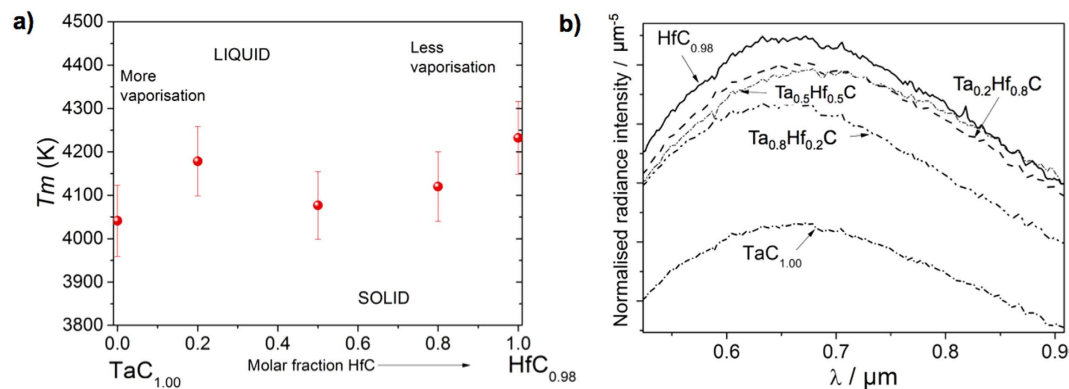 a)
4500
4400
4300
4200
4100
4000
3900
3800
Tm (K)
LIQUID
More
vaporisation
Less
vaporisation
SOLID
0.0
0.2
0.4
0.6
0.8
1.0
TaC1.00
Molar fraction HfC
HfC0.98
b)
Normalised radiance intensity / µm-5
HfC0.98
Ta0.2Hf0.8C
Ta0.5Hf0.5C
Ta0.8Hf0.2C
TaC1.00
0.6
0.7
0.8
0.9
λ / µm